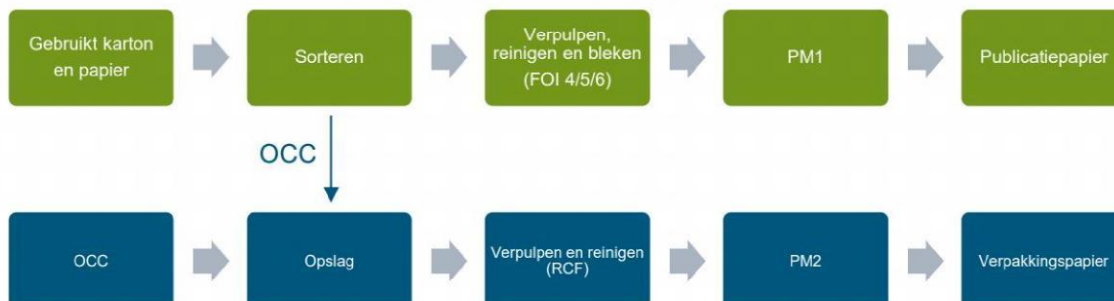 Gebruikt karton
en papier
Sorteren
Verpulpen,
reinigen en bleken
(FOI 4/5/6)
PM1
Publicatiepapier
OCC
OCC
Opslag
Verpulpen en reinigen
(RCF)
PM2
Verpakkingspapier